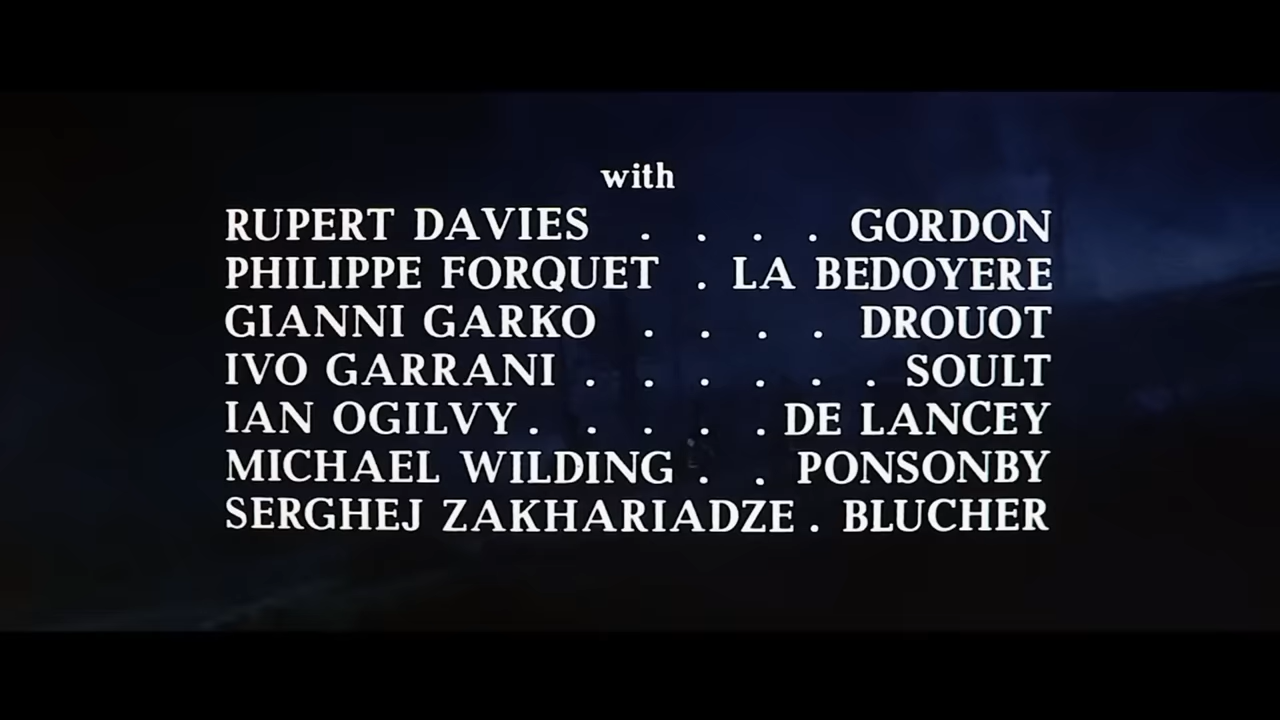 with
RUPERT DAVIES . . . . GORDON
PHILIPPE FORQUET . LA BEDOYERE
GIANNI GARKO . . . . DROUOT
IVO GARRANI . . . . . . SOULT
IAN OGILVY . . . . . DE LANCEY
MICHAEL WILDING . . PONSONBY
SERGHEJ ZAKHARIADZE . BLUCHER